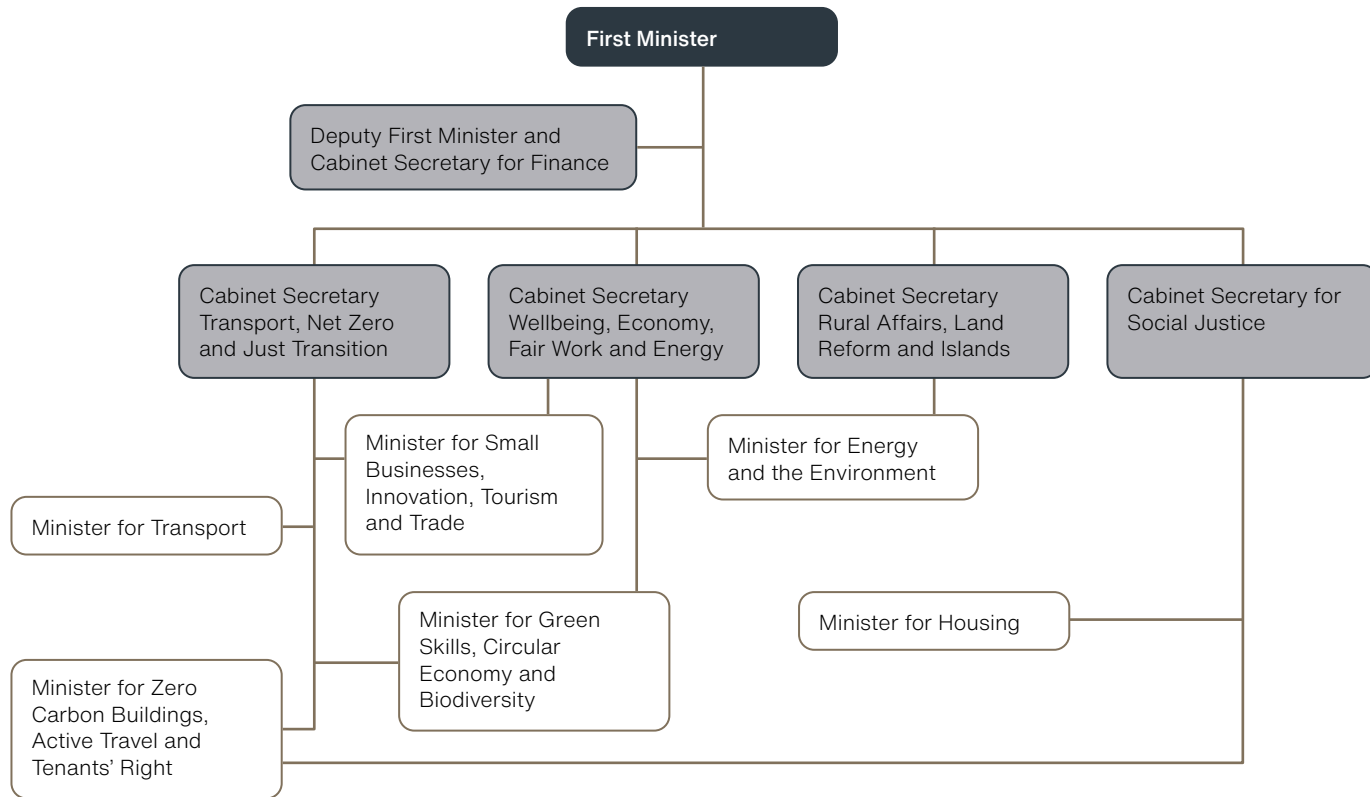 First Minister
Deputy First Minister and
Cabinet Secretary for Finance
Cabinet Secretary
Transport, Net Zero
and Just Transition
Cabinet Secretary
Wellbeing, Economy,
Fair Work and Energy
Cabinet Secretary
Rural Affairs, Land
Reform and Islands
Cabinet Secretary for
Social Justice
Minister for Small
Businesses,
Innovation, Tourism
and Trade
Minister for Energy
and the Environment
Minister for Transport
Minister for Green
Skills, Circular
Economy and
Biodiversity
Minister for Housing
Minister for Zero
Carbon Buildings,
Active Travel and
Tenants’ Right